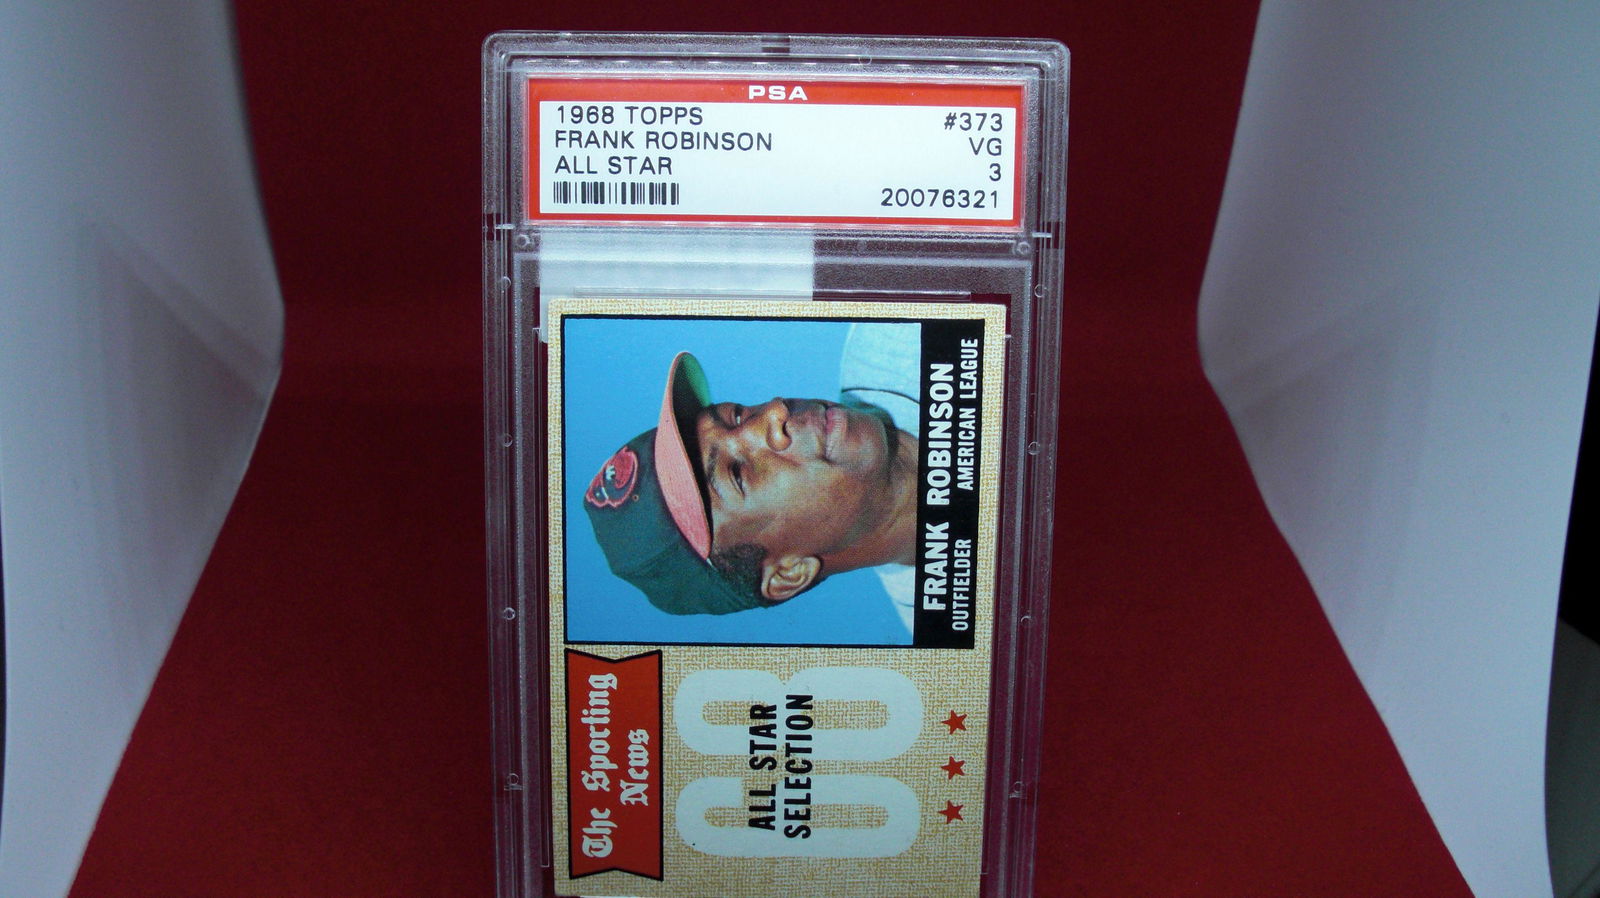 PSA
1968 TOPPS #373
FRANK ROBINSON VG
ALL STAR 3
20076321
FRANK ROBINSON
OUTFIELDER AMERICAN LEAGUE
The Sporting
News
68
ALL STAR
SELECTION